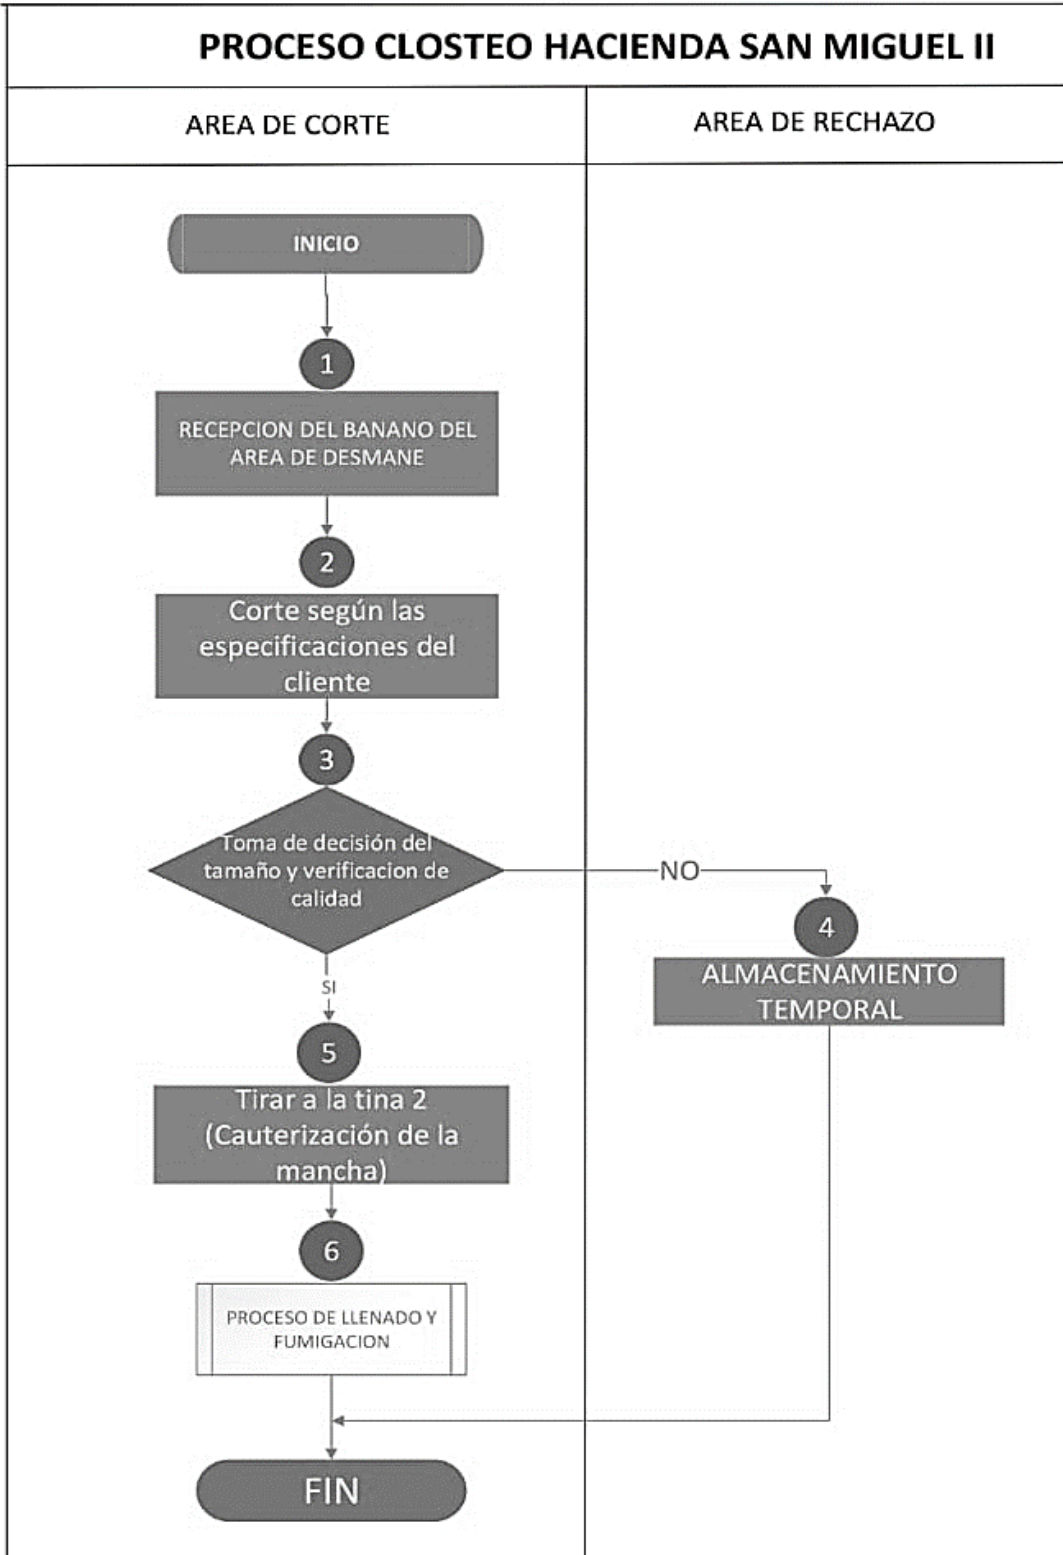 PROCESO CLOSTEO HACIENDA SAN MIGUEL II
AREA DE CORTE
AREA DE RECHAZO
INICIO
1
RECEPCION DEL BANANO DEL
AREA DE DESMANE
2
Corte según las
especificaciones del
cliente
3
Toma de decisión del
tamaño y verificacion de
calidad
NO
4
ALMACENAMIENTO
TEMPORAL
SI
5
Tirar a la tina 2
(Cauterización de la
mancha)
6
PROCESO DE LLENADO Y
FUMIGACION
FIN